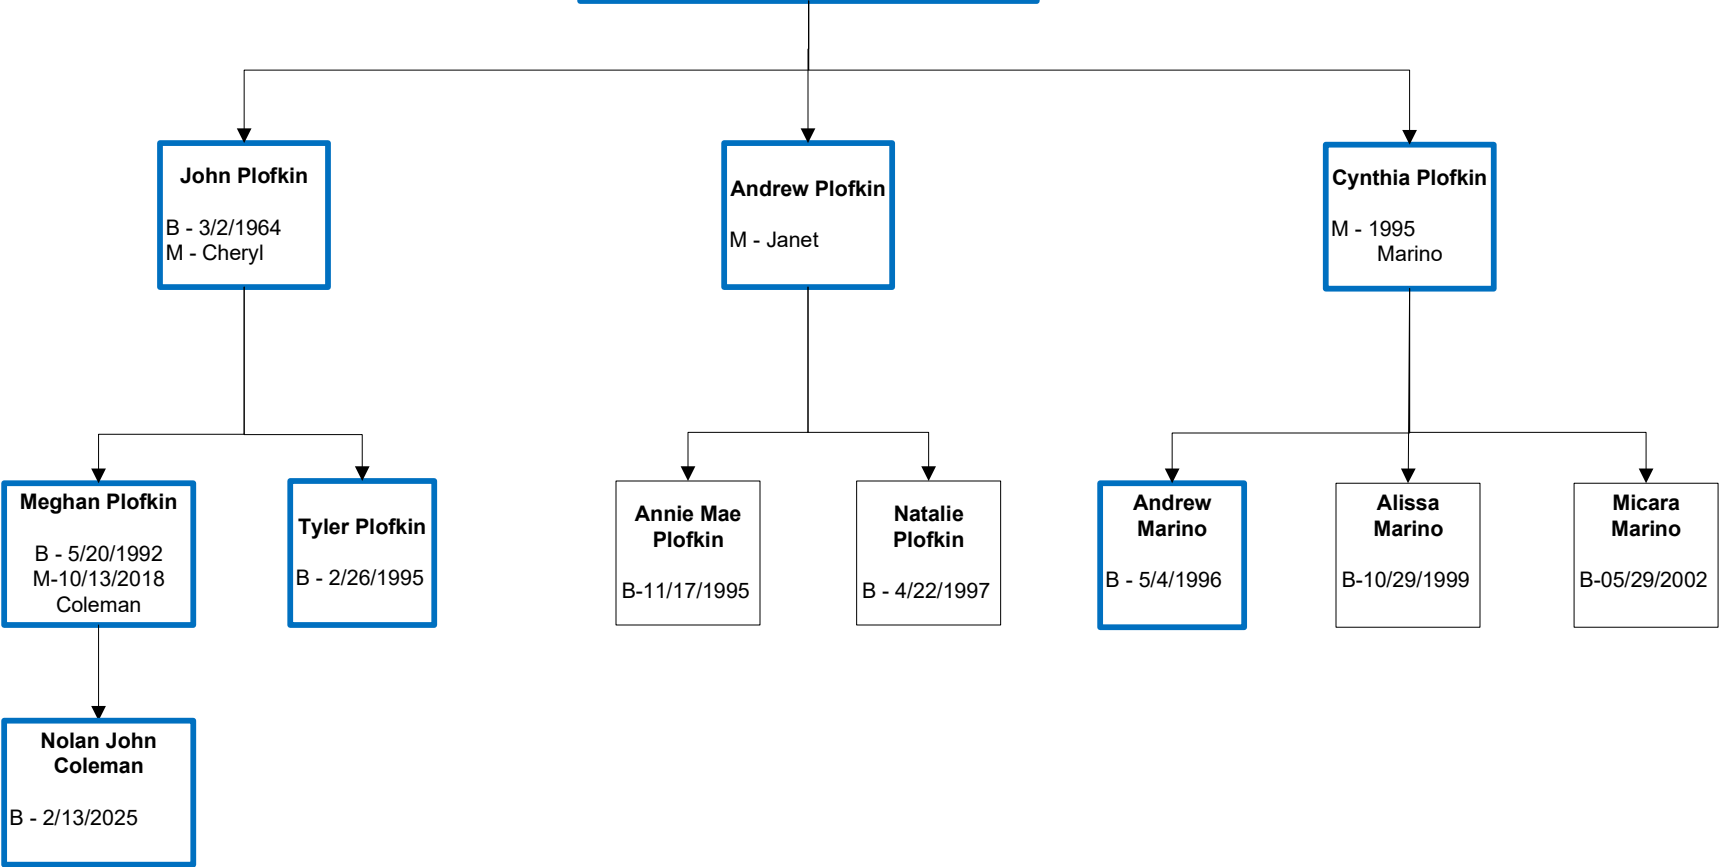 John Plofkin
B - 3/2/1964
M - Cheryl
Andrew Plofkin
M - Janet
Cynthia Plofkin
M - 1995
Marino
Meghan Plofkin
B - 5/20/1992
M-10/13/2018
Coleman
Tyler Plofkin
B - 2/26/1995
Annie Mae
Plofkin
B-11/17/1995
Natalie
Plofkin
B - 4/22/1997
Andrew
Marino
B - 5/4/1996
Alissa
Marino
B-10/29/1999
Micara
Marino
B-05/29/2002
Nolan John
Coleman
B - 2/13/2025